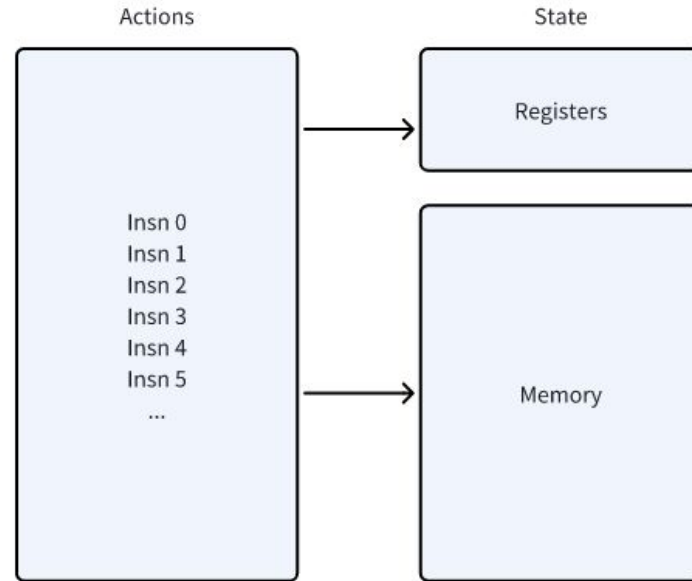 Actions
State
Registers
Insn 0
Insn 1
Insn 2
Insn 3
Insn 4
Insn 5
...
Memory